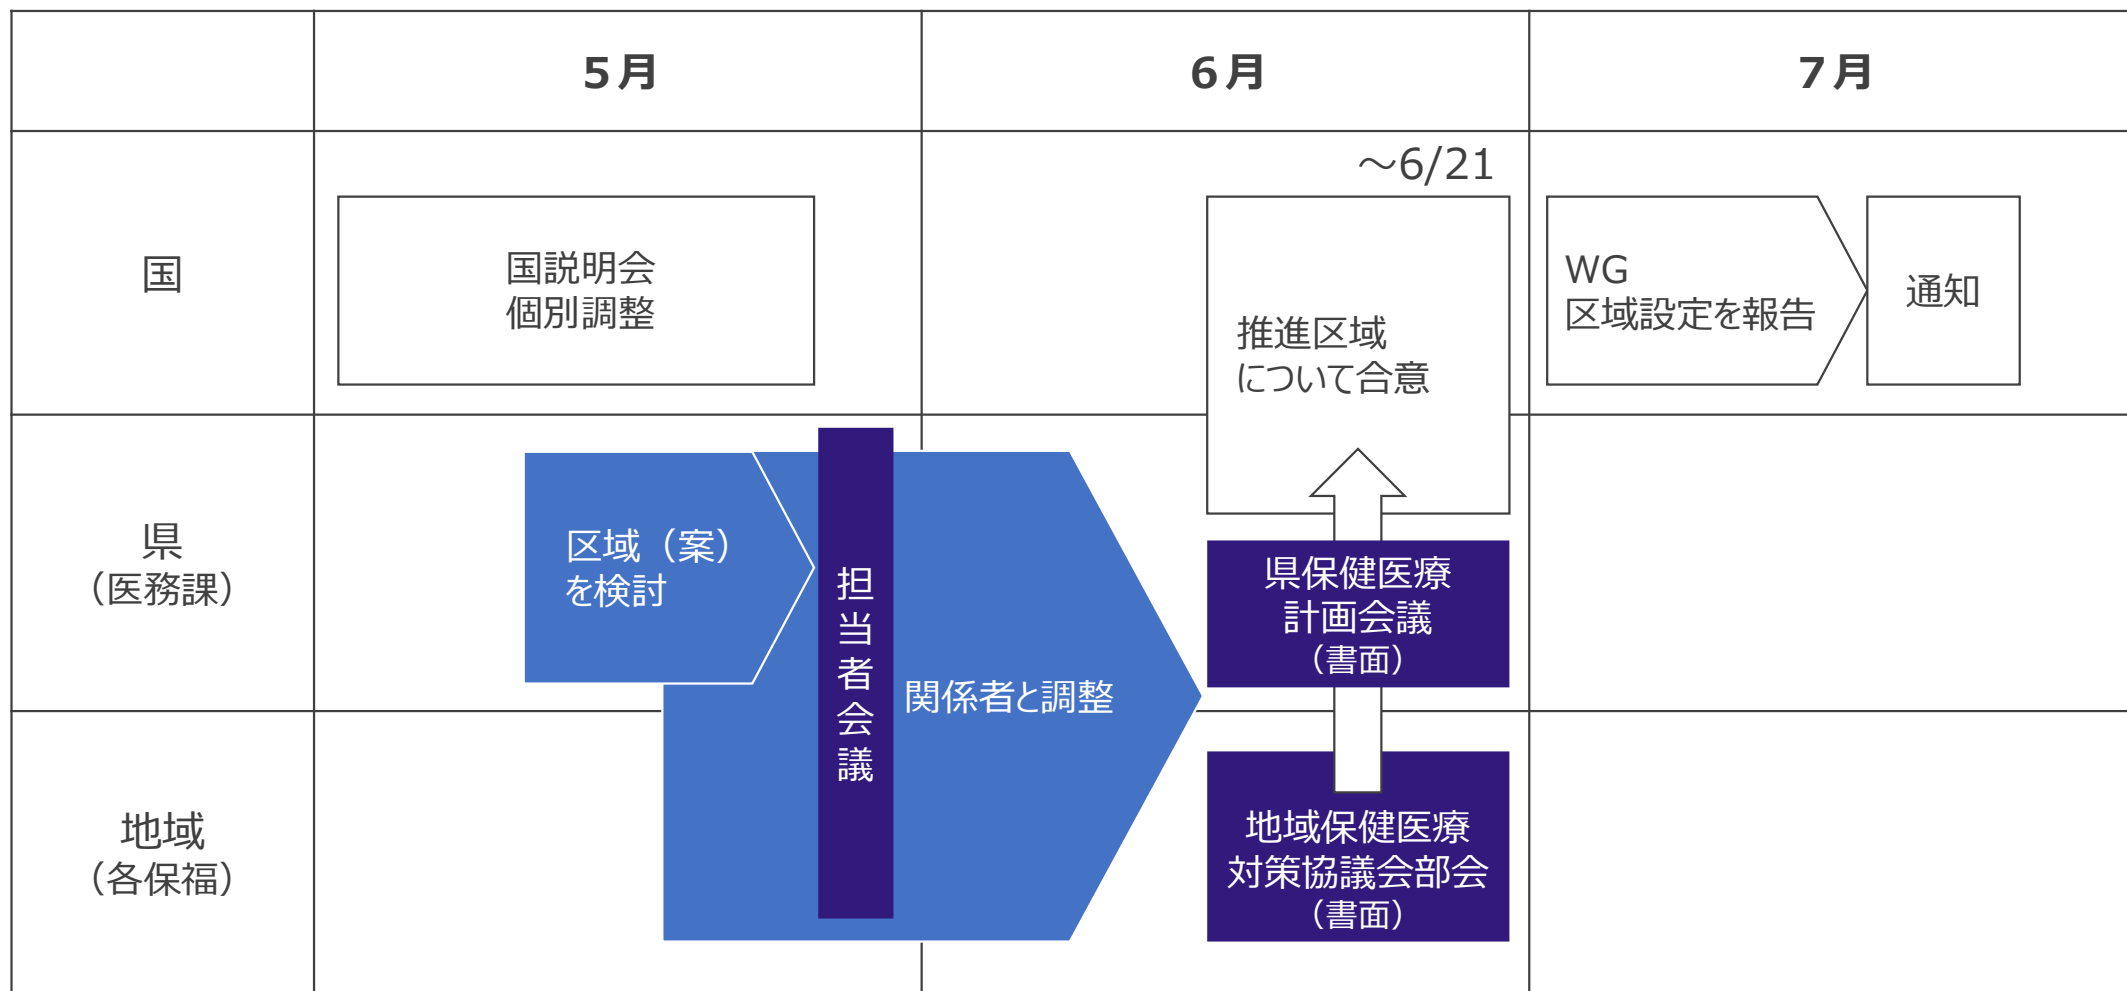 5月
6月
7月
国
国説明会
個別調整
～6/21
推進区域
について合意
WG
区域設定を報告
通知
県
（医務課）
区域（案）
を検討
担当者会議
関係者と調整
県保健医療
計画会議
（書面）
地域
（各保福）
地域保健医療
対策協議会部会
（書面）